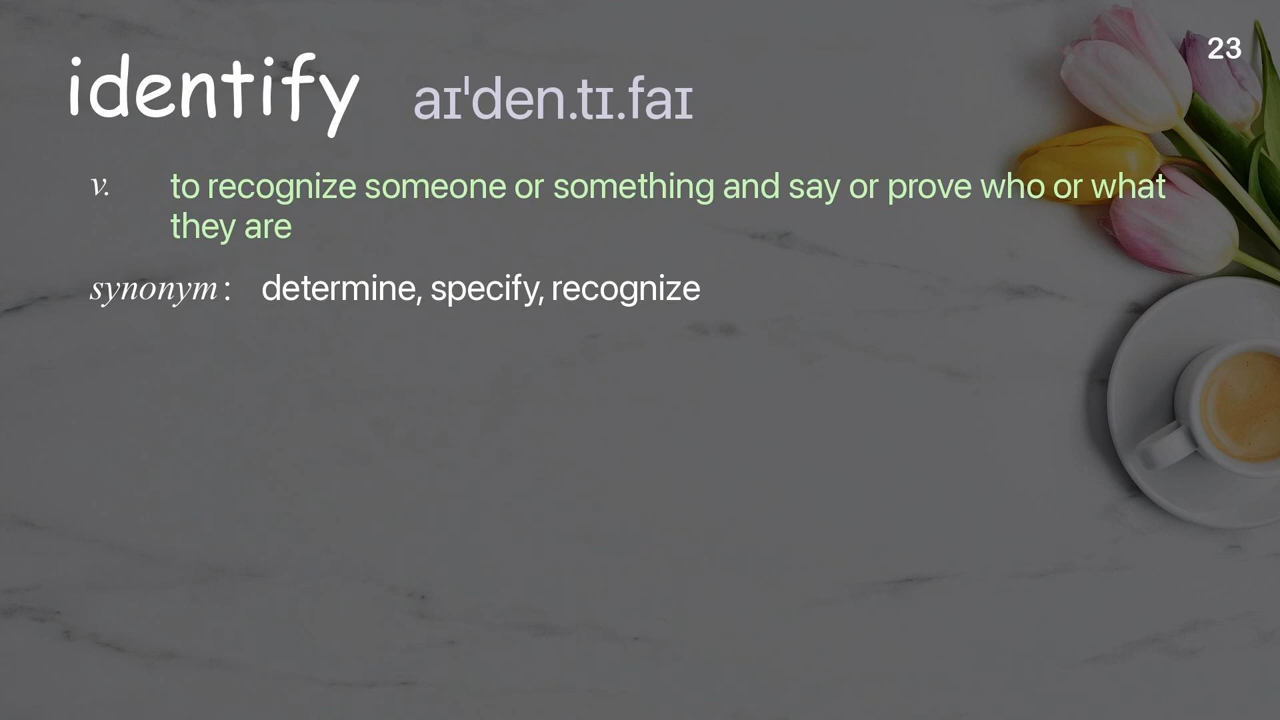 23
identify aɪˈden.tɪ.faɪ
v. to recognize someone or something and say or prove who or what
they are
synonym: determine, specify, recognize